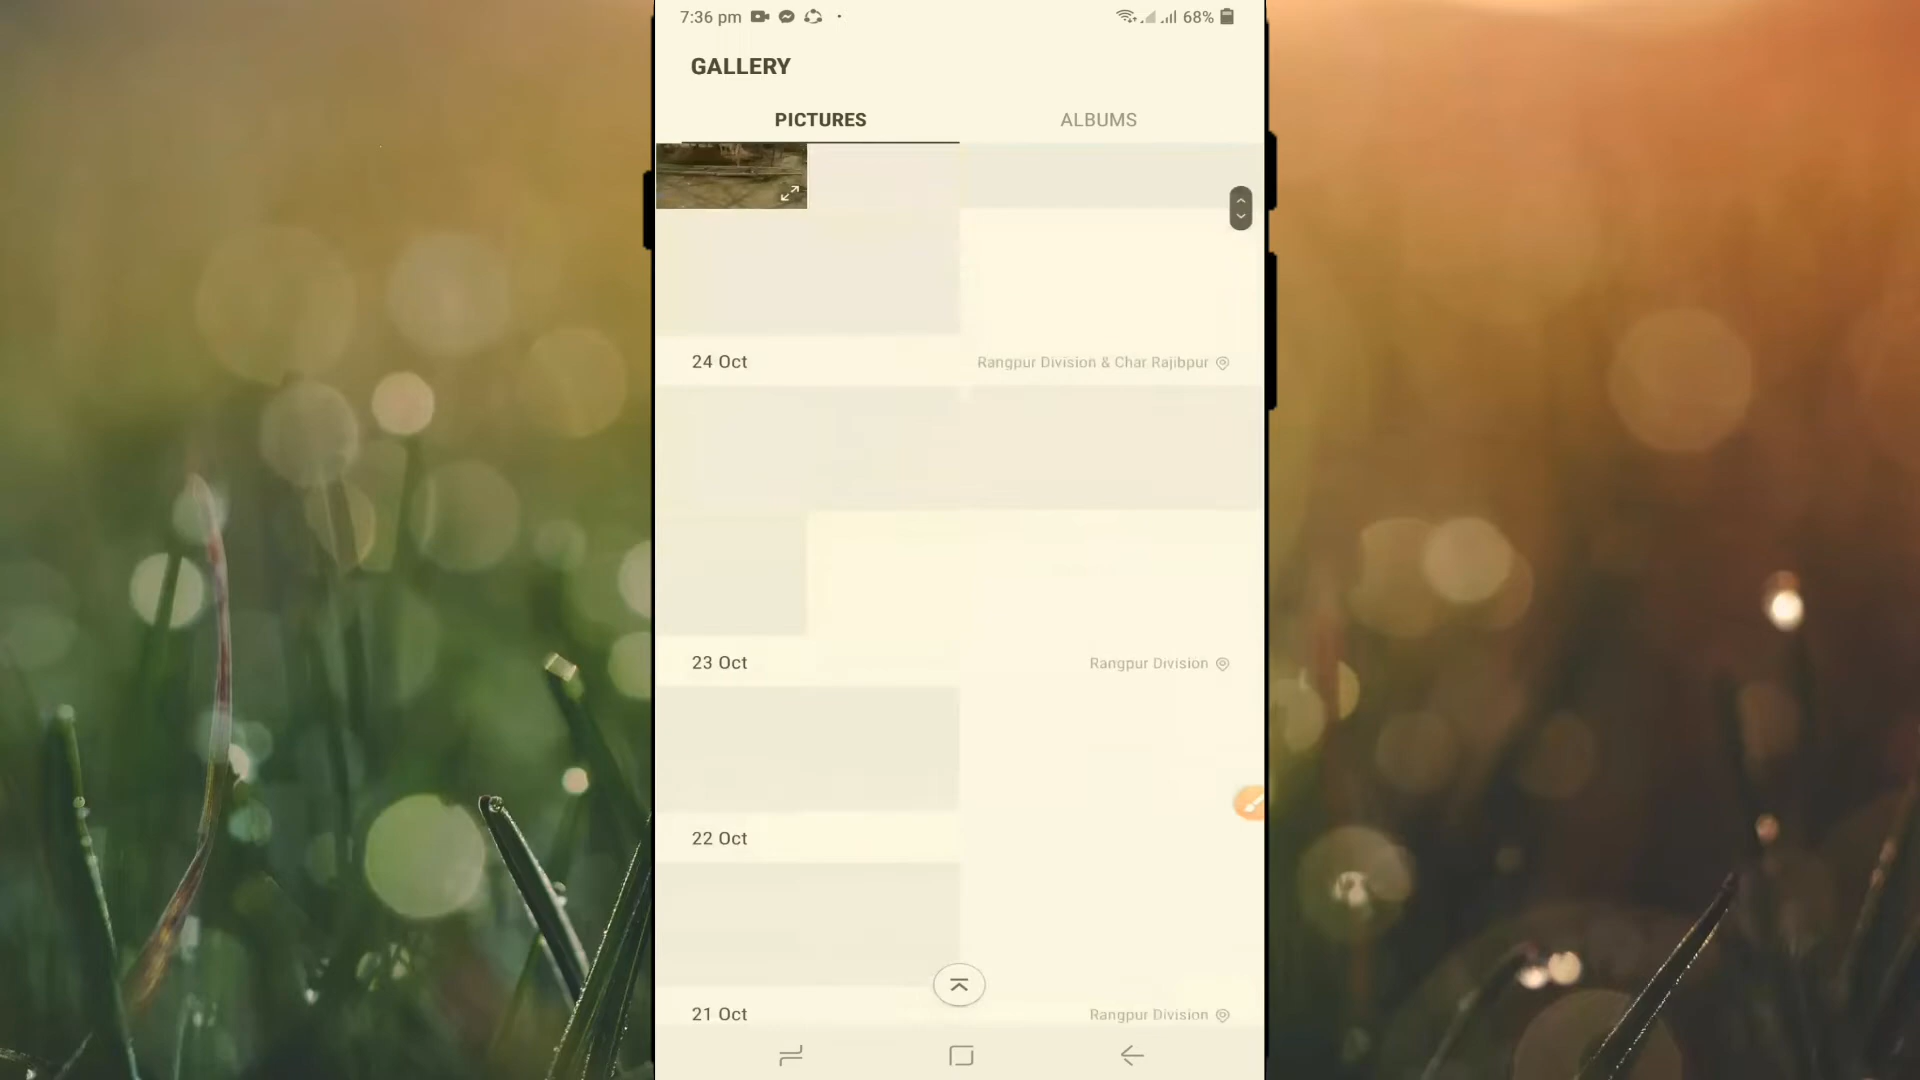 7:36 pm 68%
GALLERY
PICTURES ALBUMS
24 Oct Rangpur Division & Char Rajibpur
23 Oct Rangpur Division
22 Oct
21 Oct Rangpur Division